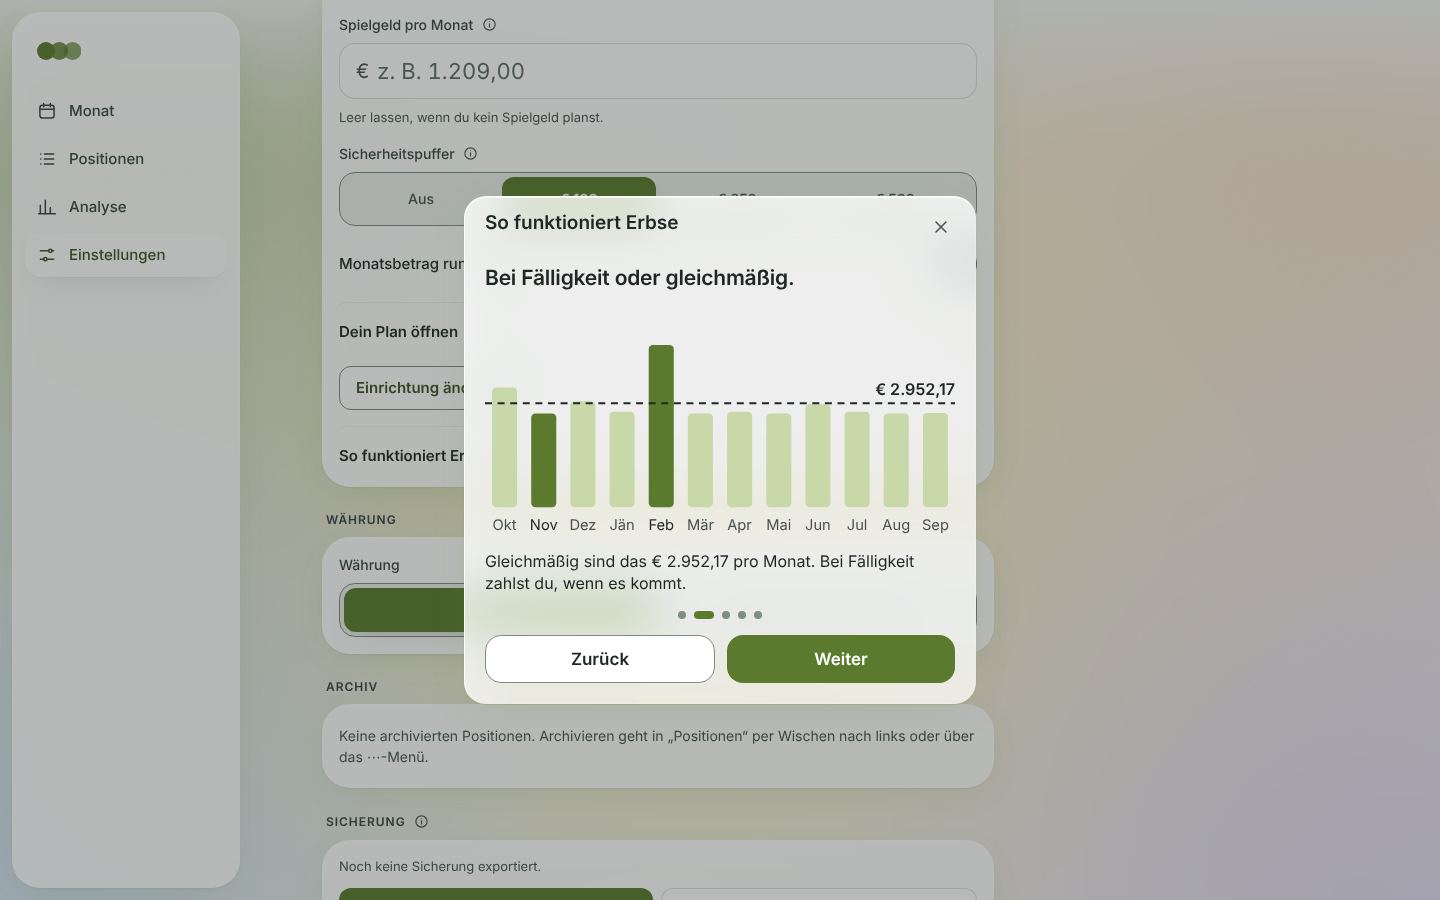 Monat
Positionen
Analyse
Einstellungen
Spielgeld pro Monat
€ z. B. 1.209,00
Leer lassen, wenn du kein Spielgeld planst.
Sicherheitspuffer
Aus
Monatsbetrag
Dein Plan öffnen
Einrichtung
So funktioniert
WÄHRUNG
Währung
ARCHIV
Keine archivierten Positionen. Archivieren geht in „Positionen“ per Wischen nach links oder über
das ···-Menü.
SICHERUNG
Noch keine Sicherung exportiert.
So funktioniert Erbse
Bei Fälligkeit oder gleichmäßig.
€ 2.952,17
Okt Nov Dez Jän Feb Mär Apr Mai Jun Jul Aug Sep
Gleichmäßig sind das € 2.952,17 pro Monat. Bei Fälligkeit
zahlst du, wenn es kommt.
Zurück
Weiter